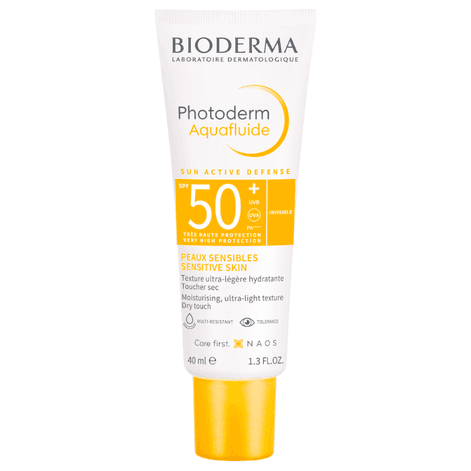 BIODERMA
LABORATOIRE DERMATOLOGIQUE
Photoderm
Aquafluide
SUN ACTIVE DEFENSE
SPF 50+
UVB
UVA
PA++++
INVISIBLE
TRÈS HAUTE PROTECTION
VERY HIGH PROTECTION
PEAUX SENSIBLES
SENSITIVE SKIN
Texture ultra-légère hydratante
Toucher sec
Moisturising, ultra-light texture
Dry touch
MULTI-RESISTANT
TOLERANCE
Care first. NAOS
40 ml ℮ 1.3 FL.OZ.